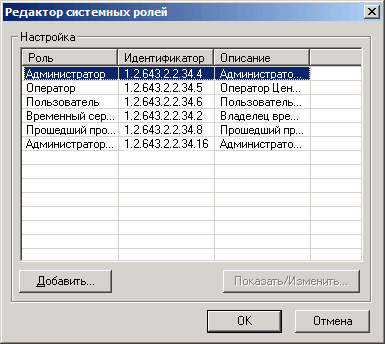 Редактор системных ролей
Настройка
Роль Идентификатор Описание
Администратор 1.2.643.2.2.34.4 Администрато...
Оператор 1.2.643.2.2.34.5 Оператор Цен...
Пользователь 1.2.643.2.2.34.6 Пользовател...
Временный сер... 1.2.643.2.2.34.2 Владелец вре...
Прошедший про... 1.2.643.2.2.34.8 Прошедший пр...
Администратор... 1.2.643.2.2.34.16 Администрато...
Добавить... Показать/Изменить...
OK Отмена